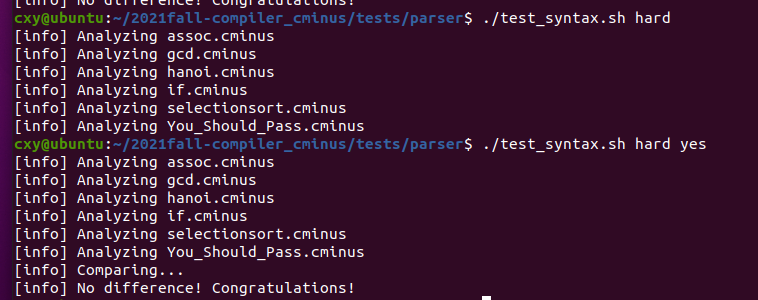 [info] No difference! Congratulations!
cxy@ubuntu:~/2021fall-compiler_cminus/tests/parser$ ./test_syntax.sh hard
[info] Analyzing assoc.cminus
[info] Analyzing gcd.cminus
[info] Analyzing hanoi.cminus
[info] Analyzing if.cminus
[info] Analyzing selectionsort.cminus
[info] Analyzing You_Should_Pass.cminus
cxy@ubuntu:~/2021fall-compiler_cminus/tests/parser$ ./test_syntax.sh hard yes
[info] Analyzing assoc.cminus
[info] Analyzing gcd.cminus
[info] Analyzing hanoi.cminus
[info] Analyzing if.cminus
[info] Analyzing selectionsort.cminus
[info] Analyzing You_Should_Pass.cminus
[info] Comparing...
[info] No difference! Congratulations!